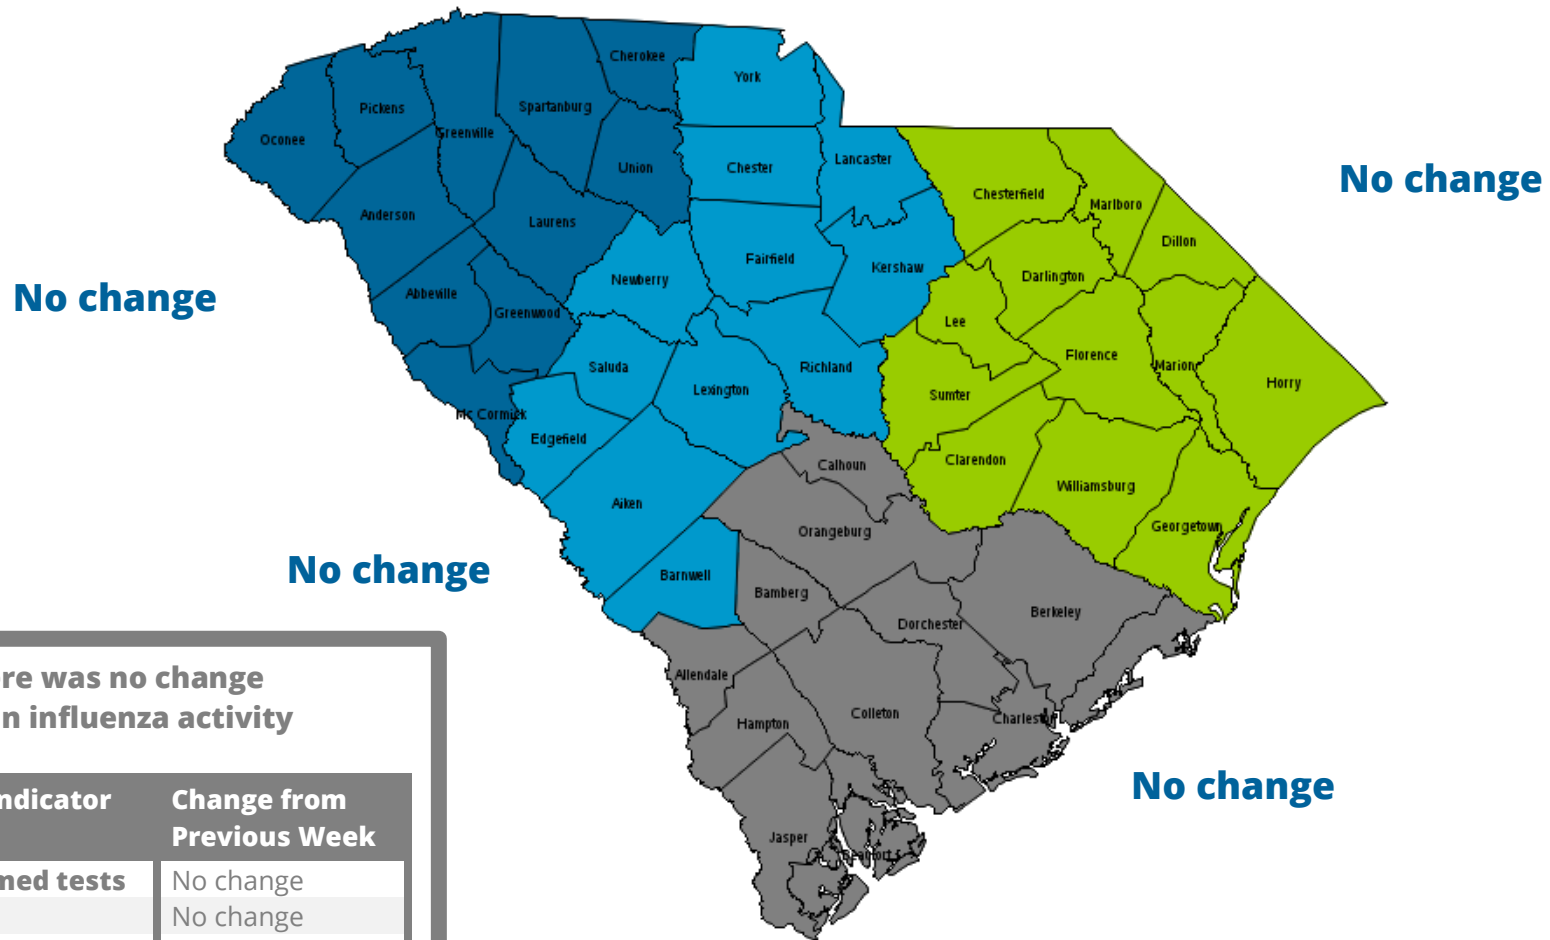 Cherokee
York
Pickens
Spartanburg
Greenville
Oconee
Union
Chester
Lancaster
No change
Chesterfield
Marlboro
Anderson
Laurens
Dillon
Fairfield
Kershaw
Newberry
Darlington
No change
Abbeville
Greenwood
Lee
Florence
Saluda
Richland
Marion
Horry
Lexington
Sumter
Mc Cormick
Edgefield
Clarendon
Calhoun
Williamsburg
Aiken
Georgetown
Orangeburg
No change
Barnwell
Bamberg
Berkeley
Dorchester
Allendale
Colleton
Charleston
Hampton
No change
Jasper
Beaufort
re was no change
n influenza activity
ndicator
Change from
Previous Week
med tests
No change
No change